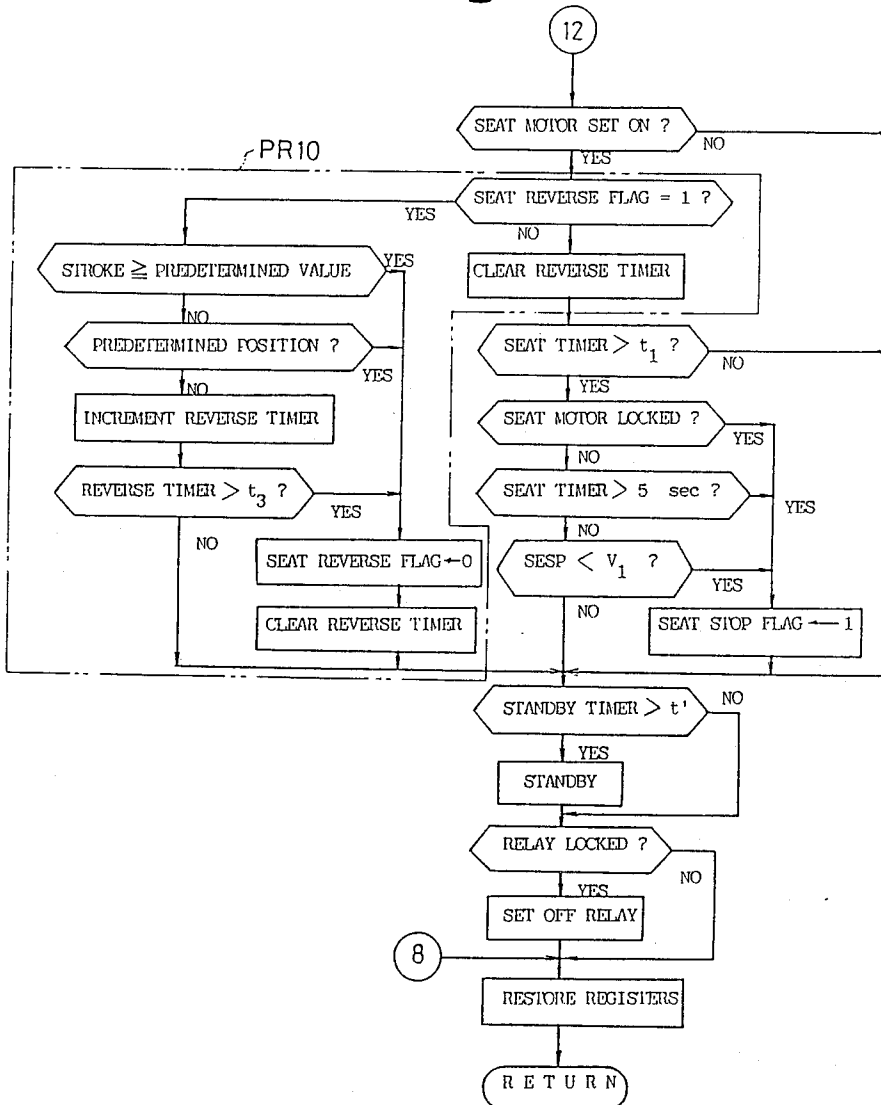 12
SEAT MOTOR SET ON ?
NO
YES
PR10
SEAT REVERSE FLAG = 1 ?
YES
NO
STROKE ≧ PREDETERMINED VALUE
YES
CLEAR REVERSE TIMER
NO
PREDETERMINED POSITION ?
YES
SEAT TIMER > t1 ?
NO
NO
YES
INCREMENT REVERSE TIMER
SEAT MOTOR LOCKED ?
YES
NO
REVERSE TIMER > t3 ?
YES
SEAT TIMER > 5 sec ?
YES
NO
NO
SEAT REVERSE FLAG ← 0
SESP < V1 ?
YES
NO
CLEAR REVERSE TIMER
SEAT STOP FLAG ← 1
STANDBY TIMER > t'
NO
YES
STANDBY
RELAY LOCKED ?
NO
YES
SET OFF RELAY
8
RESTORE REGISTERS
RETURN